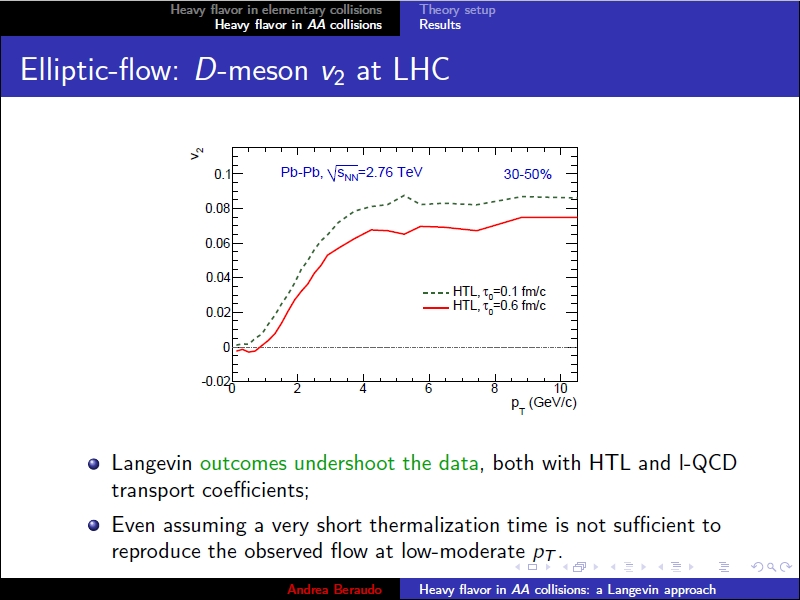 Heavy flavor in elementary collisions
Heavy flavor in AA collisions
Theory setup
Results
Elliptic-flow: D-meson v2 at LHC
v2
Pb-Pb, √sNN=2.76 TeV
30-50%
0.1
0.08
0.06
0.04
0.02
0
-0.02
HTL, τ0=0.1 fm/c
HTL, τ0=0.6 fm/c
0 2 4 6 8 10
pT (GeV/c)
Langevin outcomes undershoot the data, both with HTL and l-QCD
transport coefficients;
Even assuming a very short thermalization time is not sufficient to
reproduce the observed flow at low-moderate pT.
Andrea Beraudo
Heavy flavor in AA collisions: a Langevin approach